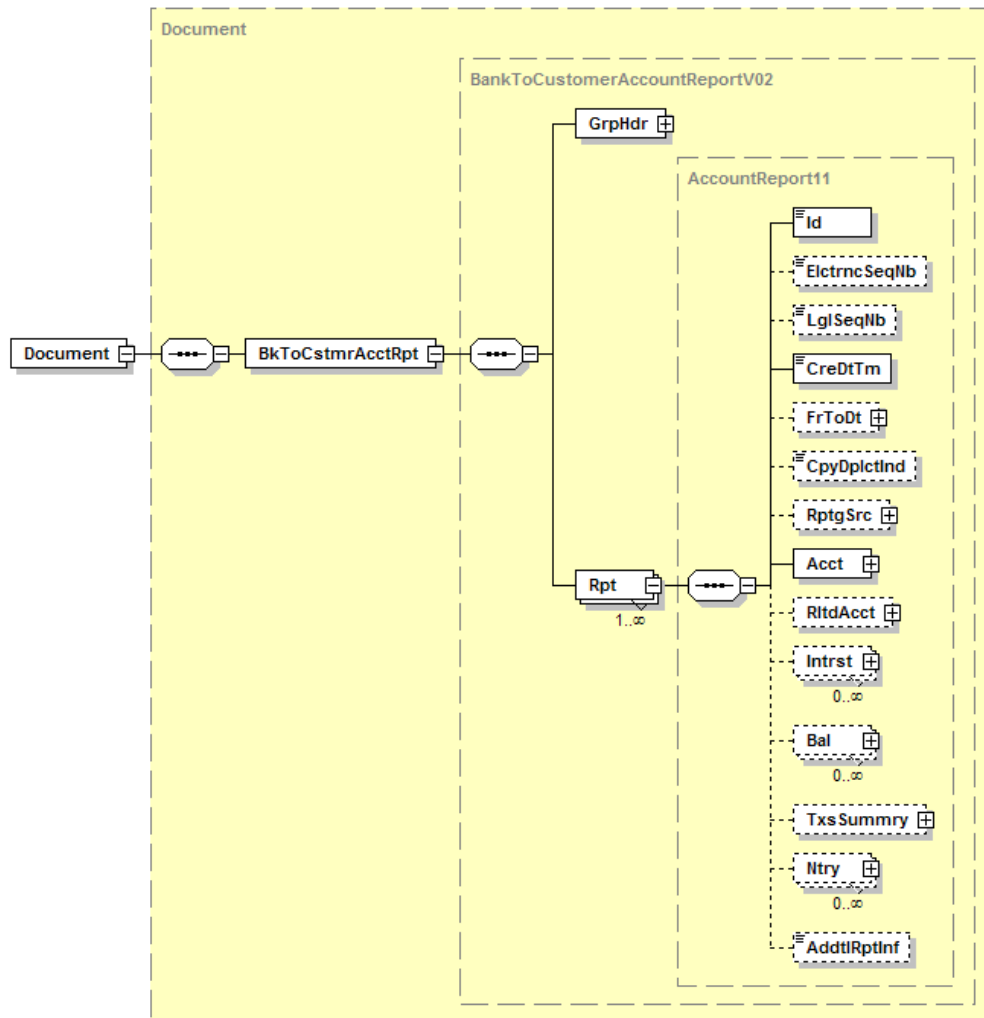 Document
BankToCustomerAccountReportV02
GrpHdr
AccountReport11
Id
ElctrncSeqNb
LglSeqNb
Document
BkToCstmrAcctRpt
CreDtTm
FrToDt
CpyDplctInd
RptgSrc
Rpt
1..∞
Acct
RltdAcct
Intrst
0..∞
Bal
0..∞
TxsSummry
Ntry
0..∞
AddtlRptInf